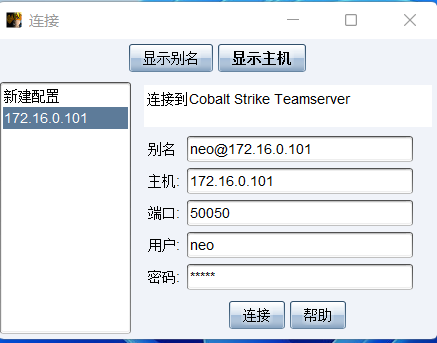 连接
显示别名 显示主机
新建配置
172.16.0.101
连接到Cobalt Strike Teamserver
别名 neo@172.16.0.101
主机: 172.16.0.101
端口: 50050
用户: neo
密码: *****
连接 帮助